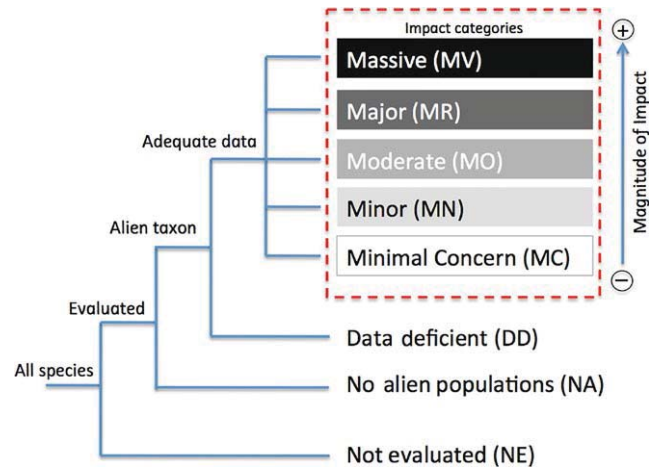 Impact categories
Massive (MV)
Major (MR)
Adequate data
Moderate (MO)
Minor (MN)
Alien taxon
Minimal Concern (MC)
Magnitude of Impact
+
−
Evaluated
Data deficient (DD)
All species
No alien populations (NA)
Not evaluated (NE)